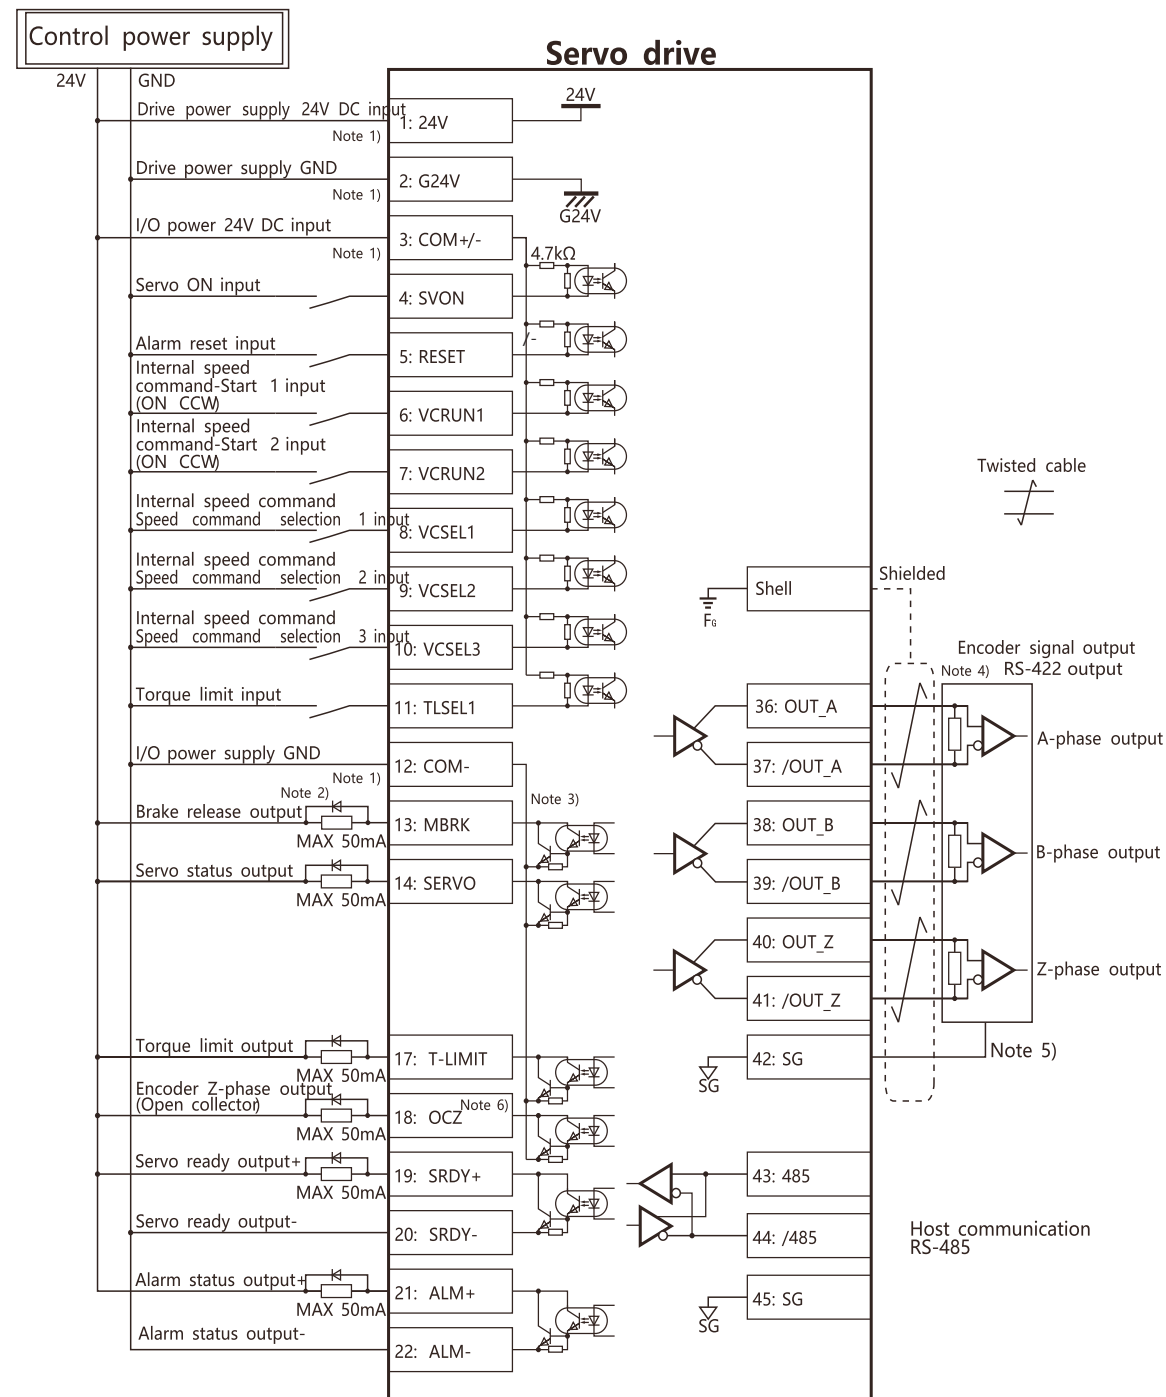 Control power supply
Servo drive
24V
GND
24V
Drive power supply 24V DC input
Note 1)
1: 24V
Drive power supply GND
Note 1)
2: G24V
G24V
I/O power 24V DC input
Note 1)
3: COM+/-
4.7kΩ
Servo ON input
4: SVON
/-
Alarm reset input
5: RESET
Internal speed
command-Start 1 input
(ON CCW)
6: VCRUN1
Internal speed
command-Start 2 input
(ON CCW)
7: VCRUN2
Internal speed command
Speed command selection 1 input
8: VCSEL1
Internal speed command
Speed command selection 2 input
9: VCSEL2
Internal speed command
Speed command selection 3 input
10: VCSEL3
Torque limit input
11: TLSEL1
I/O power supply GND
Note 1)
12: COM-
Note 2)
Note 3)
Brake release output
MAX 50mA
13: MBRK
Servo status output
MAX 50mA
14: SERVO
Torque limit output
MAX 50mA
17: T-LIMIT
Encoder Z-phase output
(Open collector)
MAX 50mA
18: OCZ
Note 6)
Servo ready output+
MAX 50mA
19: SRDY+
Servo ready output-
20: SRDY-
Alarm status output+
MAX 50mA
21: ALM+
Alarm status output-
22: ALM-
Twisted cable
Shell
Shielded
FG
Encoder signal output
Note 4) RS-422 output
36: OUT_A
37: /OUT_A
A-phase output
38: OUT_B
39: /OUT_B
B-phase output
40: OUT_Z
41: /OUT_Z
Z-phase output
42: SG
SG
Note 5)
43: 485
44: /485
Host communication
RS-485
45: SG
SG